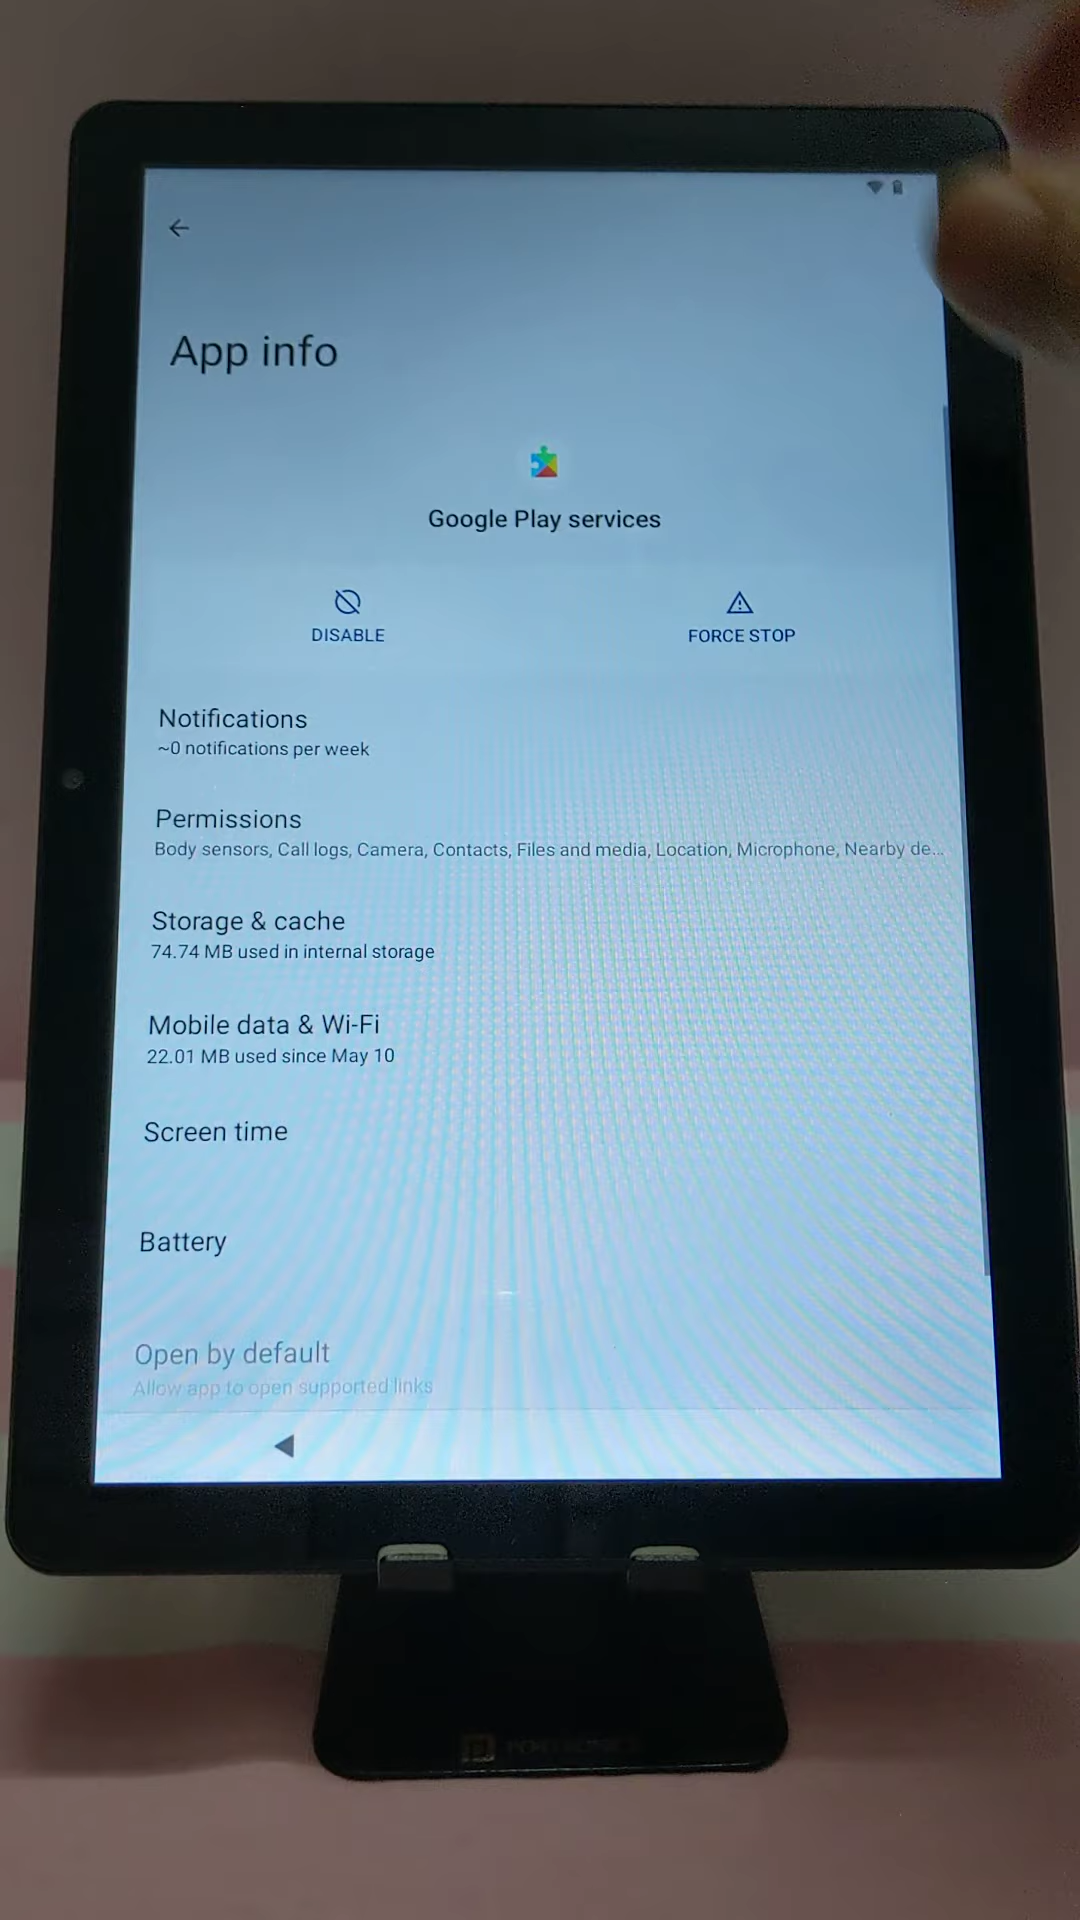 App info
Google Play services
DISABLE
FORCE STOP
Notifications
~0 notifications per week
Permissions
Body sensors, Call logs, Camera, Contacts, Files and media, Location, Microphone, Nearby de...
Storage & cache
74.74 MB used in internal storage
Mobile data & Wi-Fi
22.01 MB used since May 10
Screen time
Battery
Open by default
Allow app to open supported links